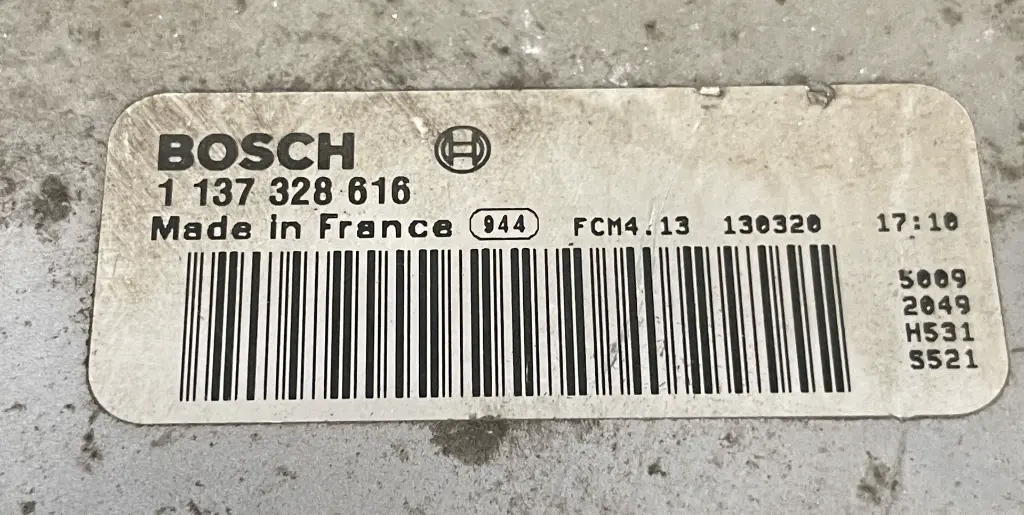 BOSCH
1 137 328 616
Made in France 944 FCM4.13 130320 17:10
5009
2049
H531
S521